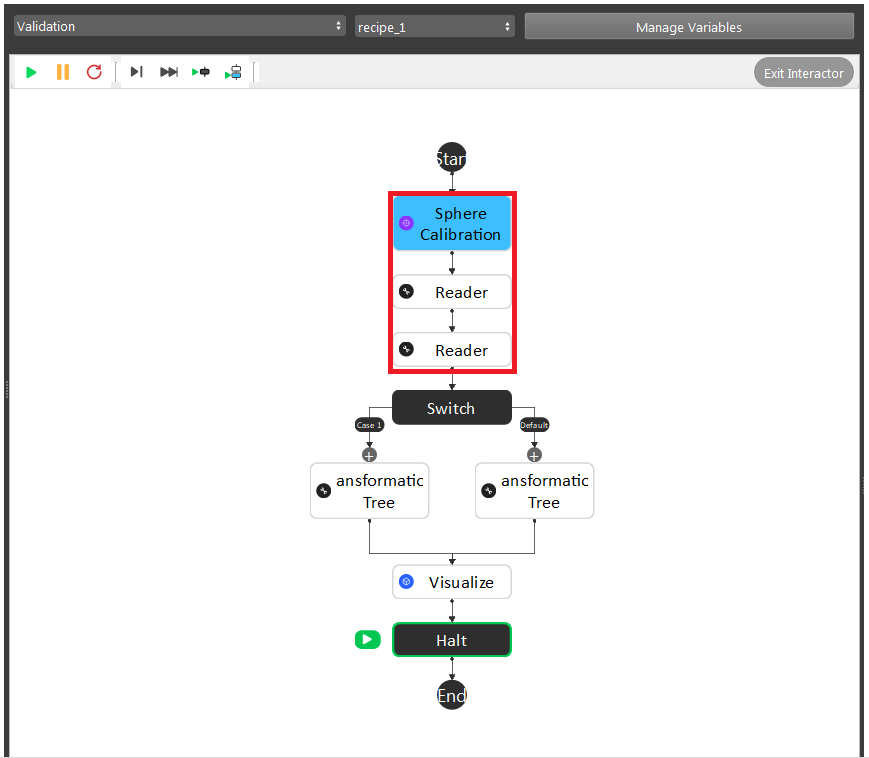 Validation
recipe_1
Manage Variables
Exit Interactor
Start
Sphere
Calibration
Reader
Reader
Switch
Case 1
Default
ansformatic
Tree
ansformatic
Tree
Visualize
Halt
End